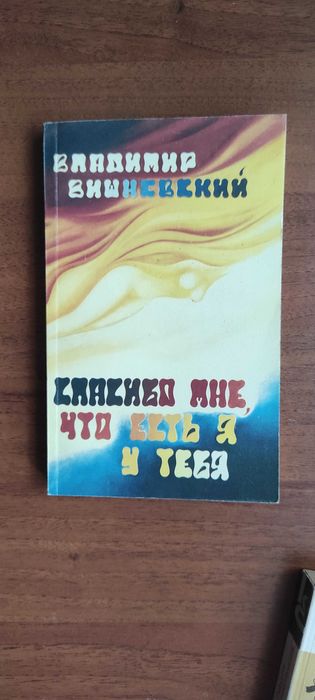 ВЛАДИМИР
ВИШНЕВСКИЙ
СПАСИБО МНЕ,
ЧТО ЕСТЬ Я
У ТЕБЯ